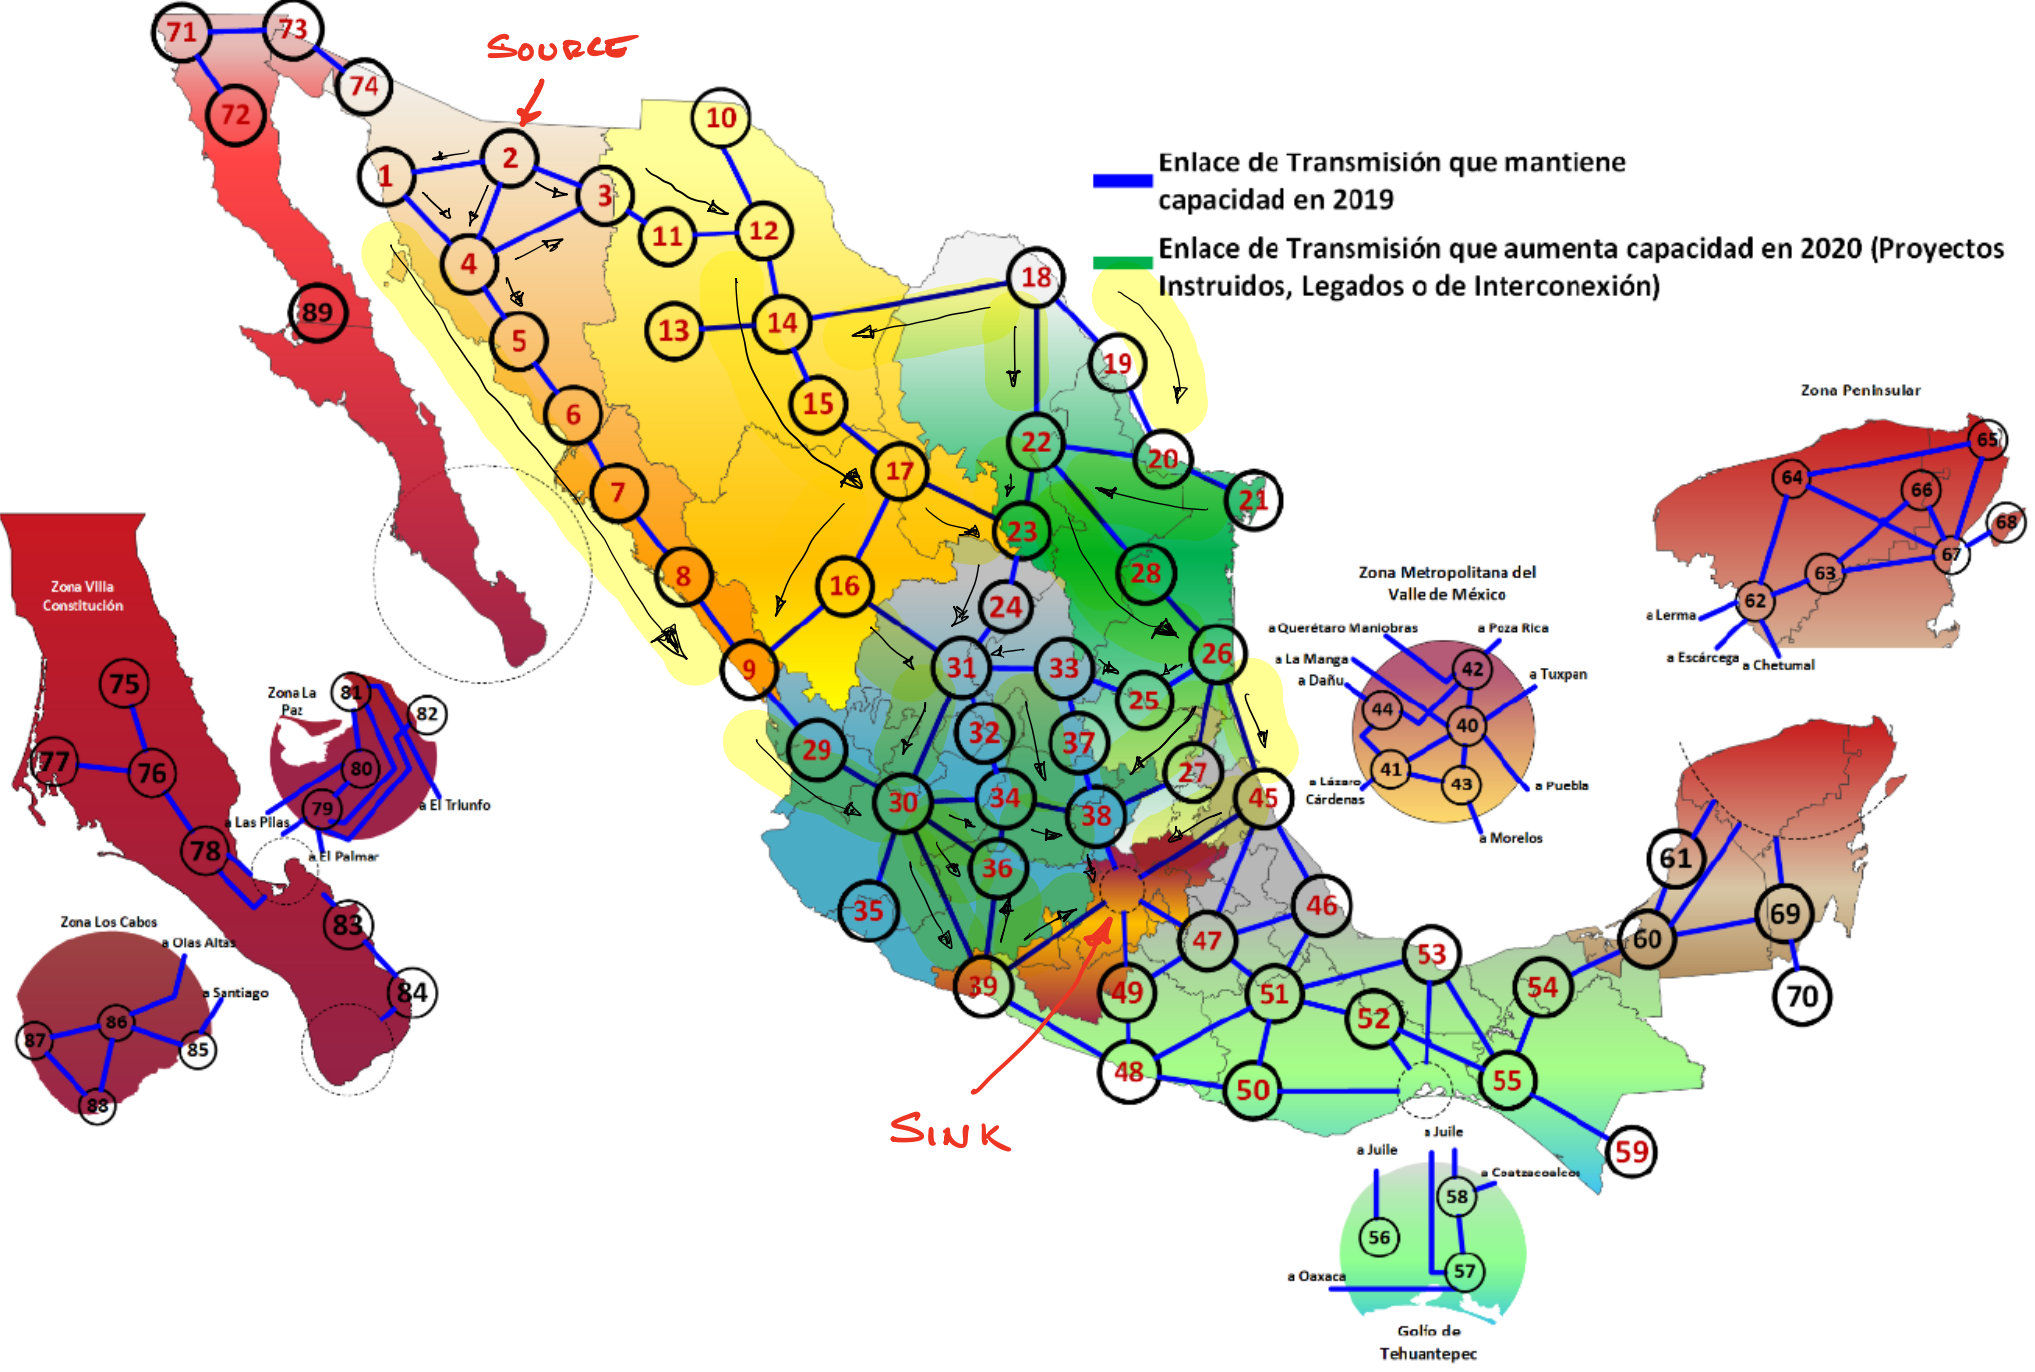 71
73
74
72
SOURCE
10
2
1
3
4
11
12
Enlace de Transmisión que mantiene
capacidad en 2019
Enlace de Transmisión que aumenta capacidad en 2020 (Proyectos
Instruidos, Legados o de Interconexión)
18
89
13
14
5
19
15
6
22
20
17
7
21
23
8
16
28
24
9
31
33
26
25
29
32
37
27
30
34
38
45
36
35
39
47
46
49
51
53
52
54
48
50
55
59
60
61
69
70
SINK
Zona Peninsular
65
64
66
68
67
63
62
a Lerma
a Escárcega
a Chetumal
Zona Metropolitana del
Valle de México
a Querétaro Maniobras
a Poza Rica
a La Manga
a Dañu
a Tuxpan
42
44
40
41
43
a Lázaro
Cárdenas
a Puebla
a Morelos
Zona Villa
Constitución
75
77
76
78
83
84
Zona La
Paz
81
82
80
79
a Las Pilas
a El Triunfo
a El Palmar
Zona Los Cabos
a Olas Altas
a Santiago
86
87
85
88
a Juile
a Juile
a Coatzacoalcos
58
56
57
a Oaxaca
Golfo de
Tehuantepec